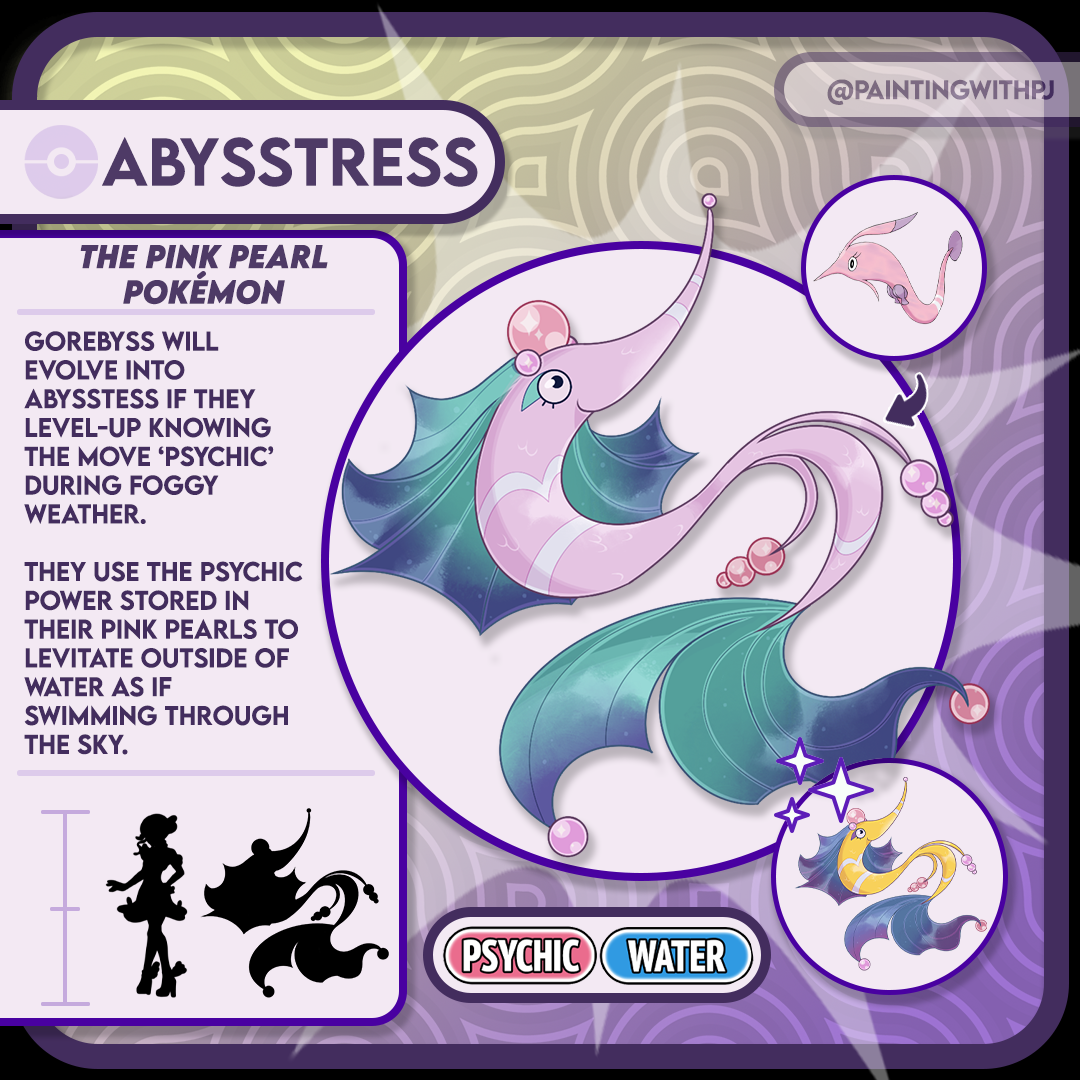 @PAINTINGWITHPJ
ABYSSTRESS
THE PINK PEARL
POKÉMON
GOREBYSS WILL
EVOLVE INTO
ABYSSTESS IF THEY
LEVEL-UP KNOWING
THE MOVE ‘PSYCHIC’
DURING FOGGY
WEATHER.
THEY USE THE PSYCHIC
POWER STORED IN
THEIR PINK PEARLS TO
LEVITATE OUTSIDE OF
WATER AS IF
SWIMMING THROUGH
THE SKY.
PSYCHIC WATER